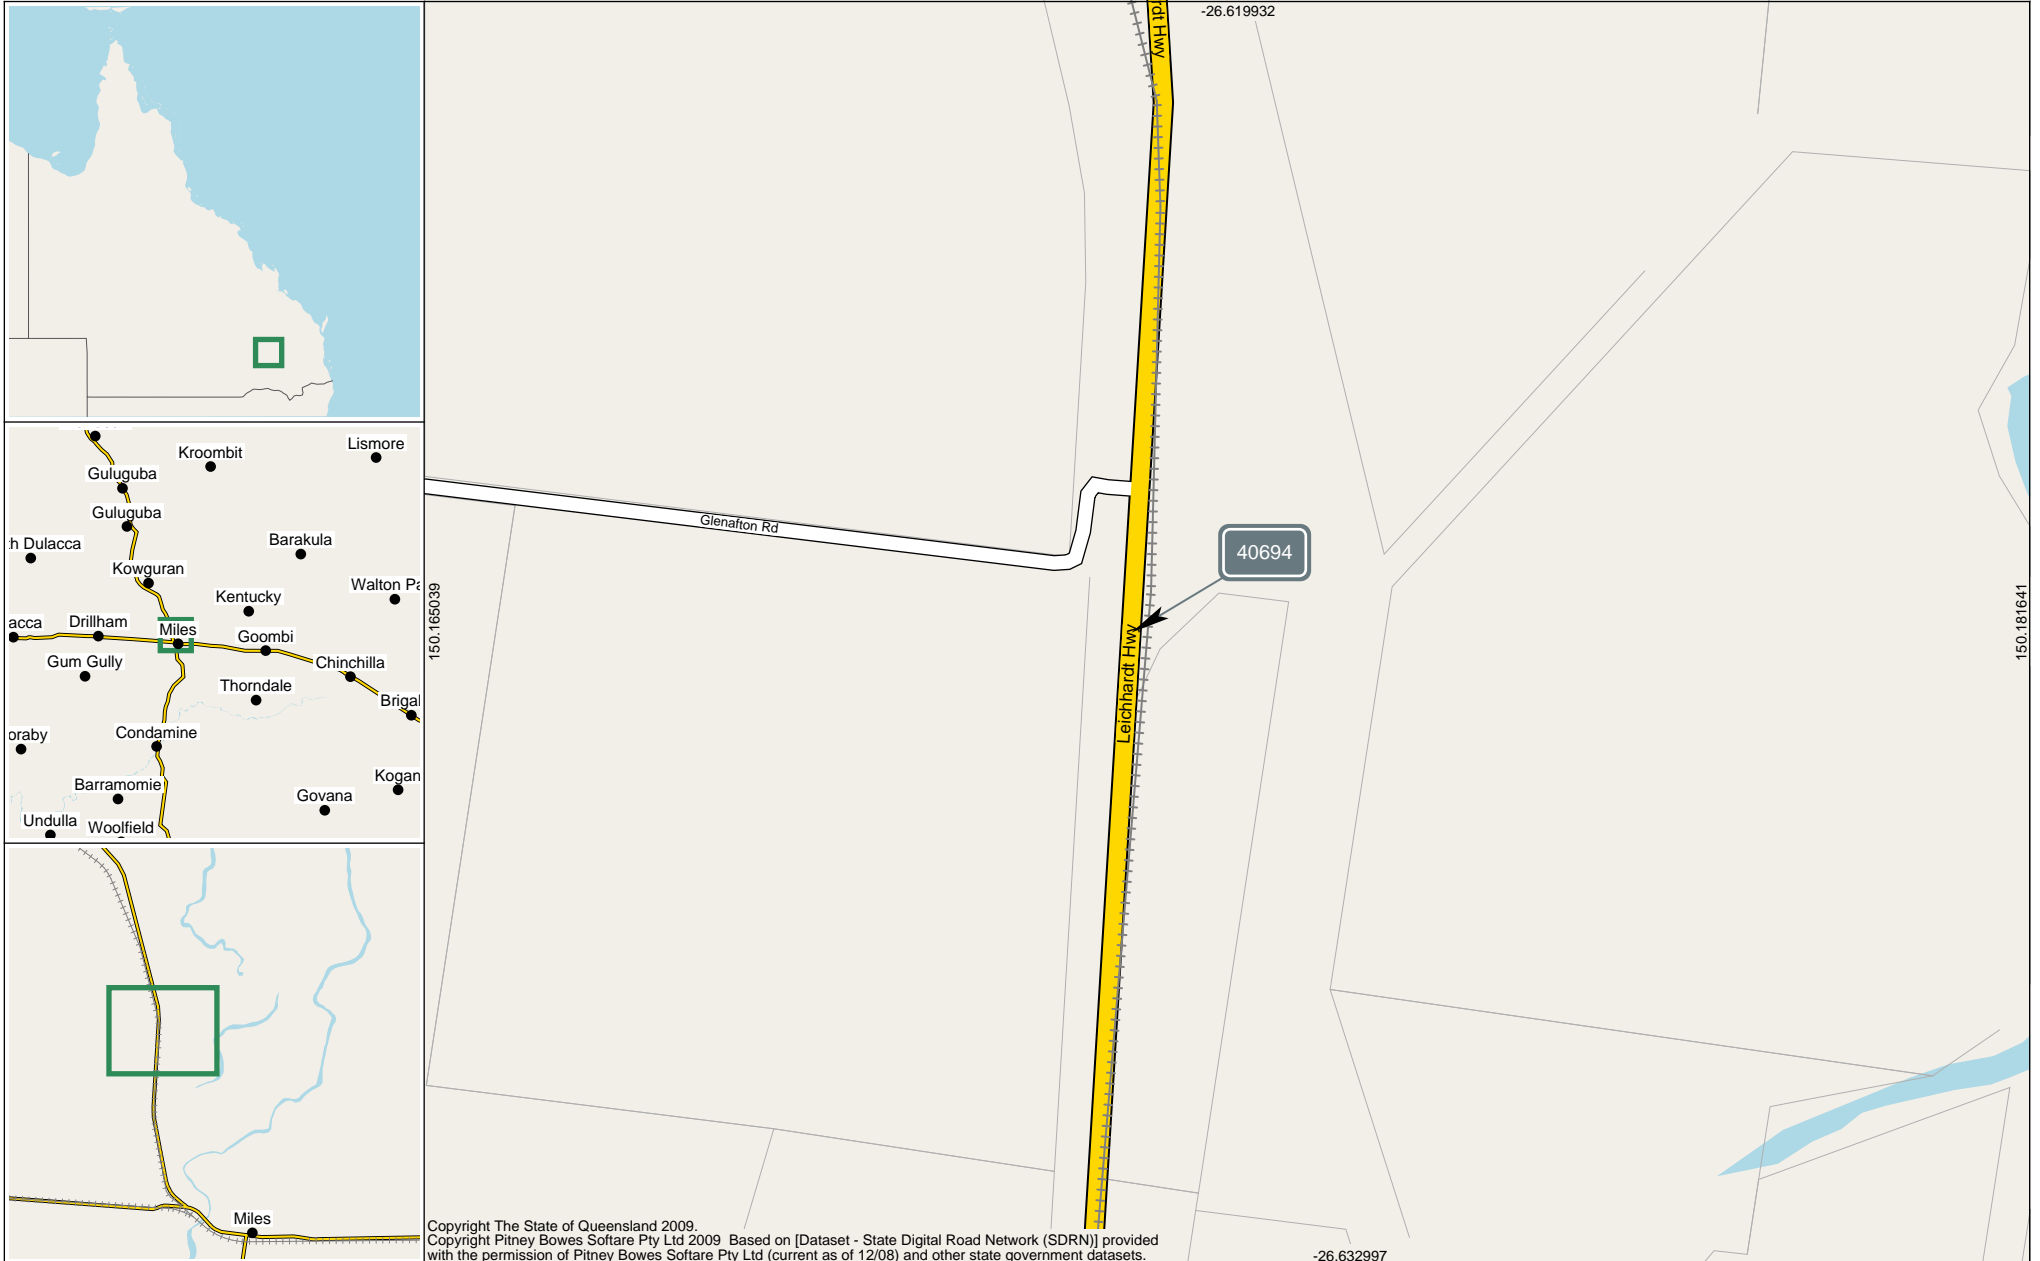 rdt Hwy
-26.619932
Glenafton Rd
40694
Leichhardt Hwy
150.165039
150.181641
-26.632997
Lismore
Kroombit
Guluguba
Guluguba
h Dulacca
Barakula
Kowguran
Walton Pa
Kentucky
acca
Drillham
Miles
Goombi
Gum Gully
Chinchilla
Thorndale
Brigal
oraby
Condamine
Kogan
Barramornie
Govana
Undulla
Woolfield
Miles
Copyright The State of Queensland 2009.
Copyright Pitney Bowes Softare Pty Ltd 2009  Based on [Dataset - State Digital Road Network (SDRN)] provided
with the permission of Pitney Bowes Softare Pty Ltd (current as of 12/08) and other state government datasets.